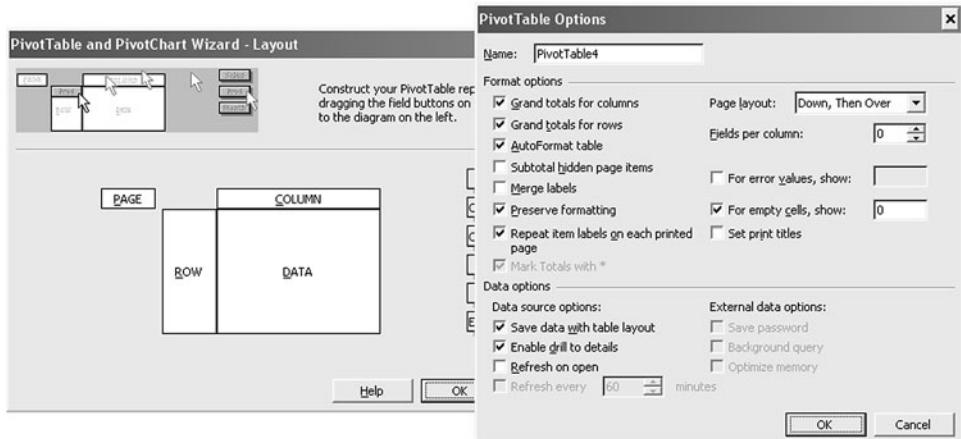 PivotTable and PivotChart Wizard - Layout
Construct your PivotTable rep
dragging the field buttons on
to the diagram on the left.
PAGE
COLUMN
ROW
DATA
Help
OK
PivotTable Options
Name: PivotTable4
Format options
Grand totals for columns
Page layout: Down, Then Over
Grand totals for rows
Fields per column: 0
AutoFormat table
Subtotal hidden page items
For error values, show:
Merge labels
Preserve formatting
For empty cells, show: 0
Repeat item labels on each printed
page
Set print titles
Mark Totals with *
Data options
Data source options:
External data options:
Save data with table layout
Save password
Enable drill to details
Background query
Refresh on open
Optimize memory
Refresh every 60 minutes
OK
Cancel